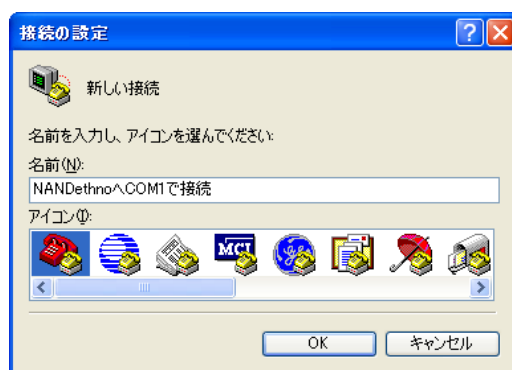 接続の設定
新しい接続
名前を入力し、アイコンを選んでください:
名前(N):
NANDethnoへCOM1で接続
アイコン(I):
MCI
OK キャンセル